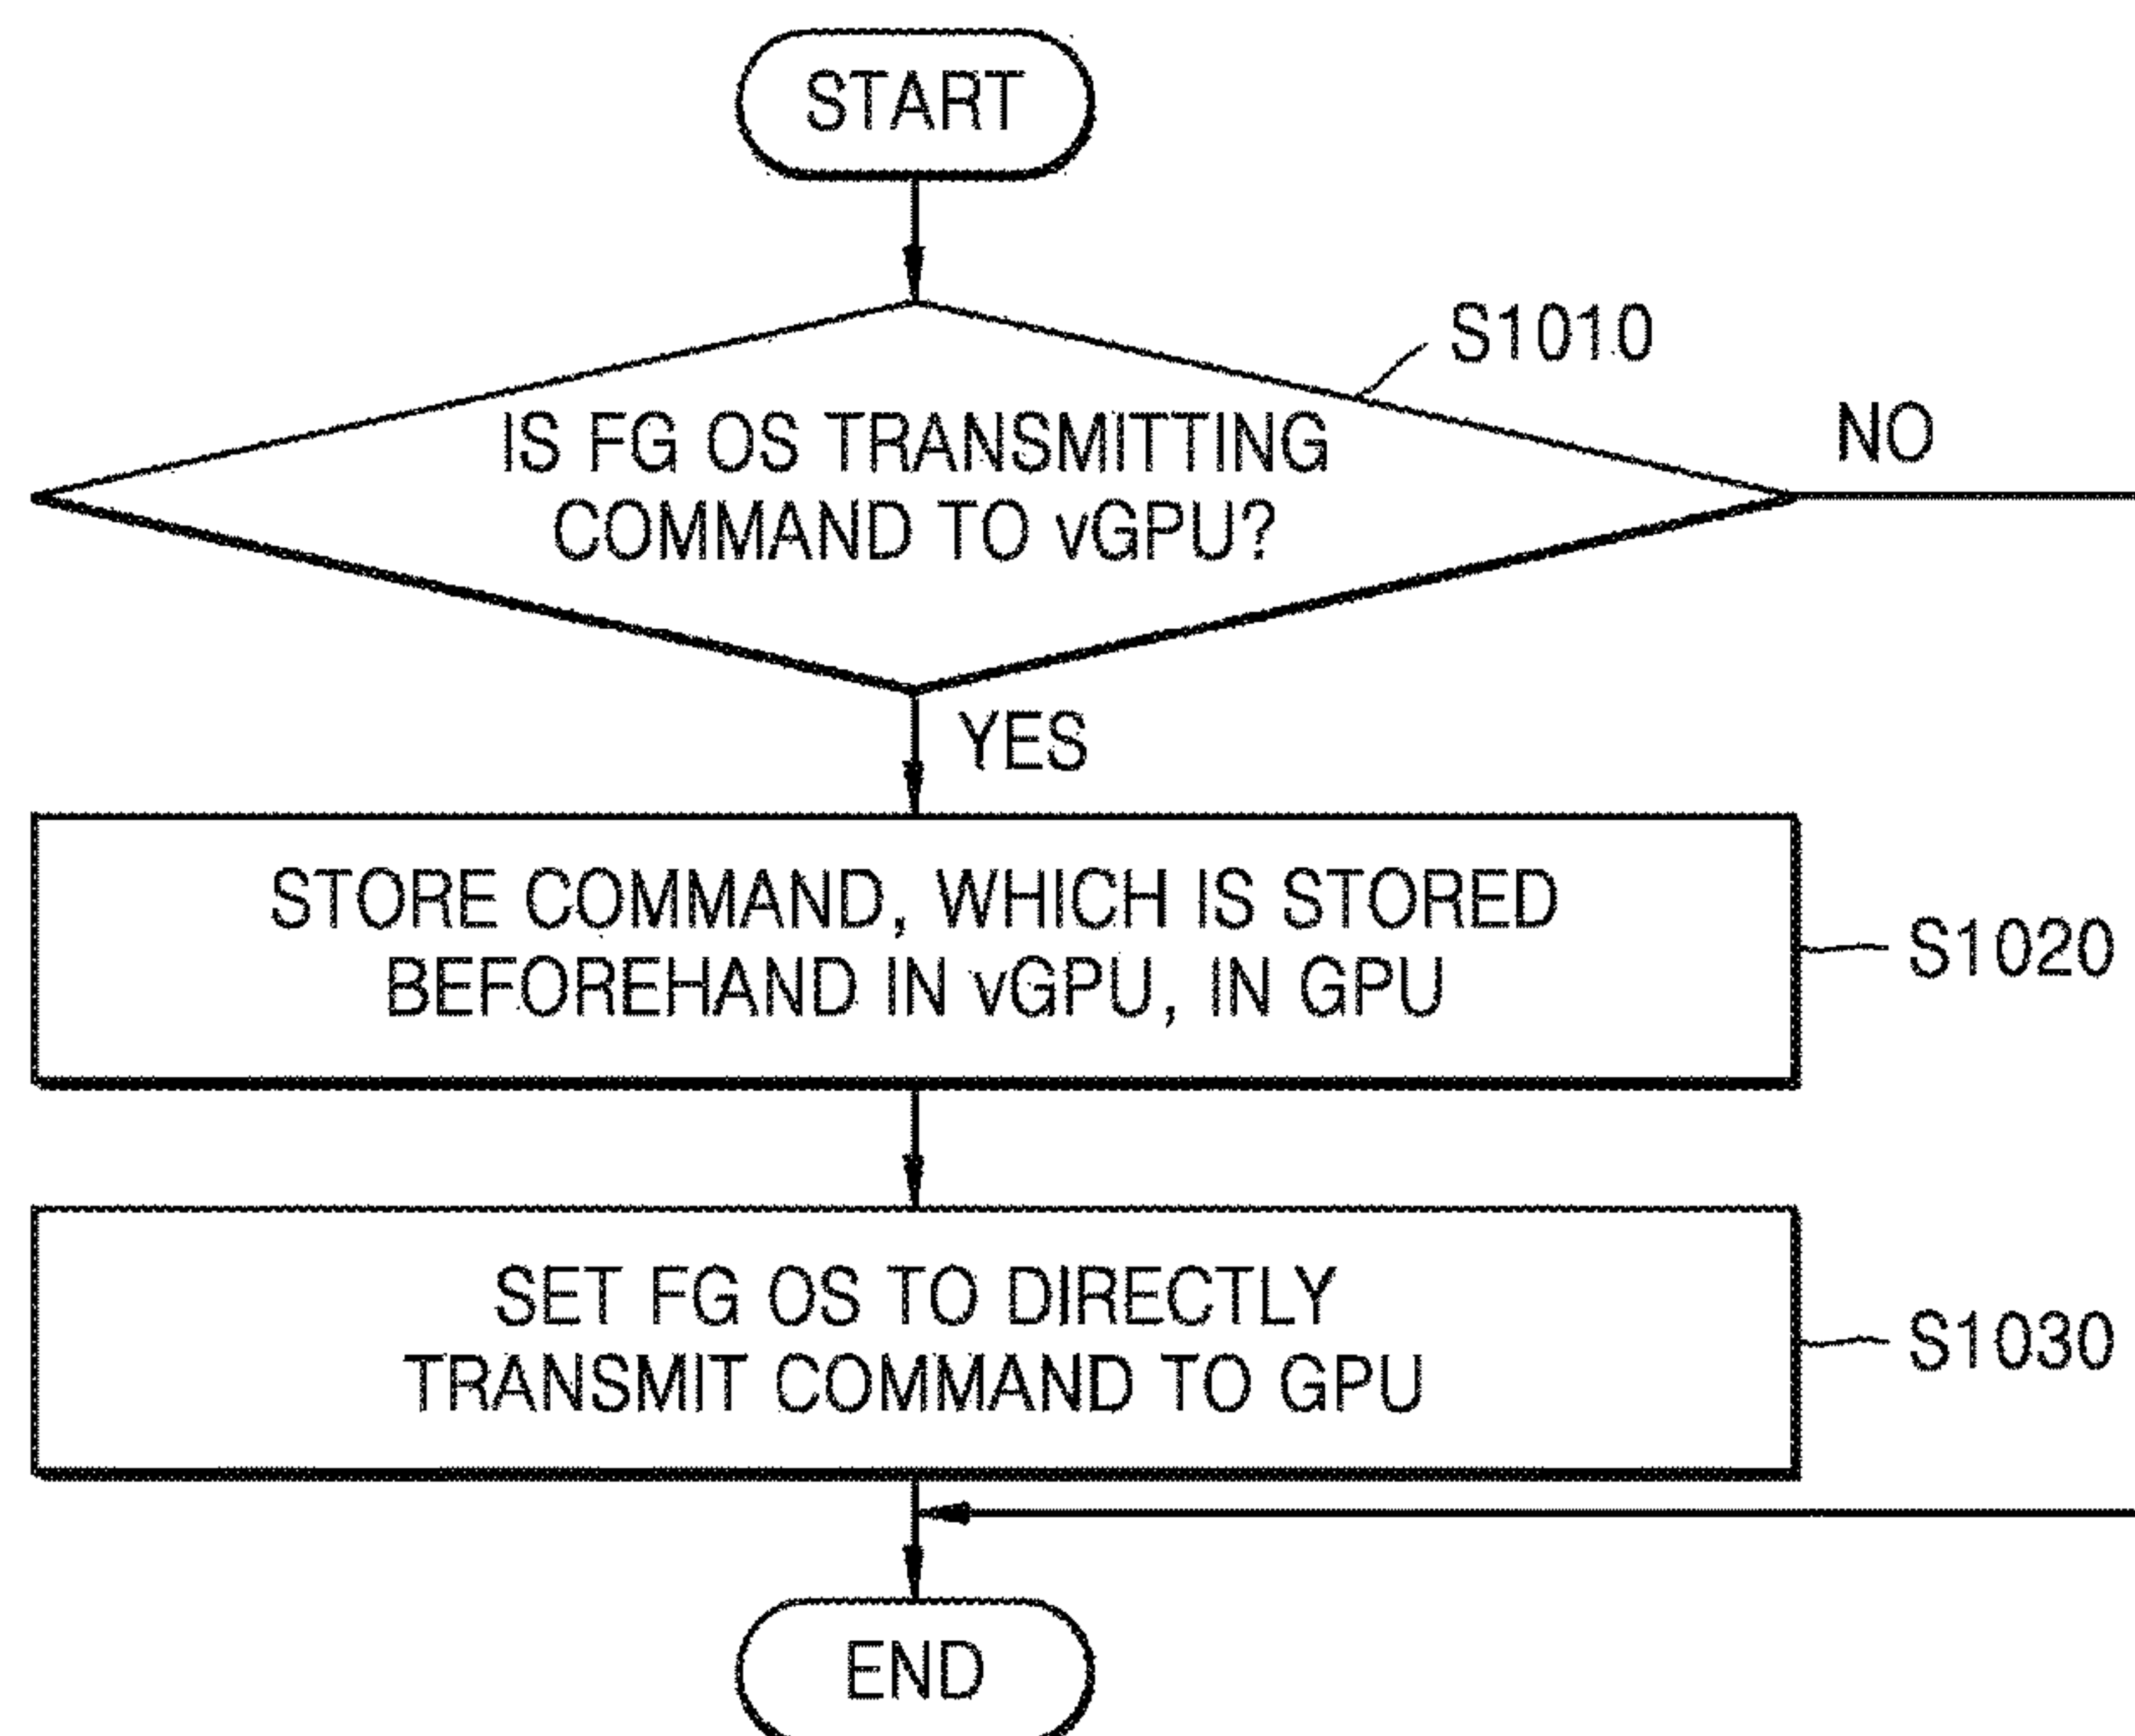 START
S1010
IS FG OS TRANSMITTING
COMMAND TO vGPU?
NO
YES
STORE COMMAND, WHICH IS STORED
BEFOREHAND IN vGPU, IN GPU
S1020
SET FG OS TO DIRECTLY
TRANSMIT COMMAND TO GPU
S1030
END